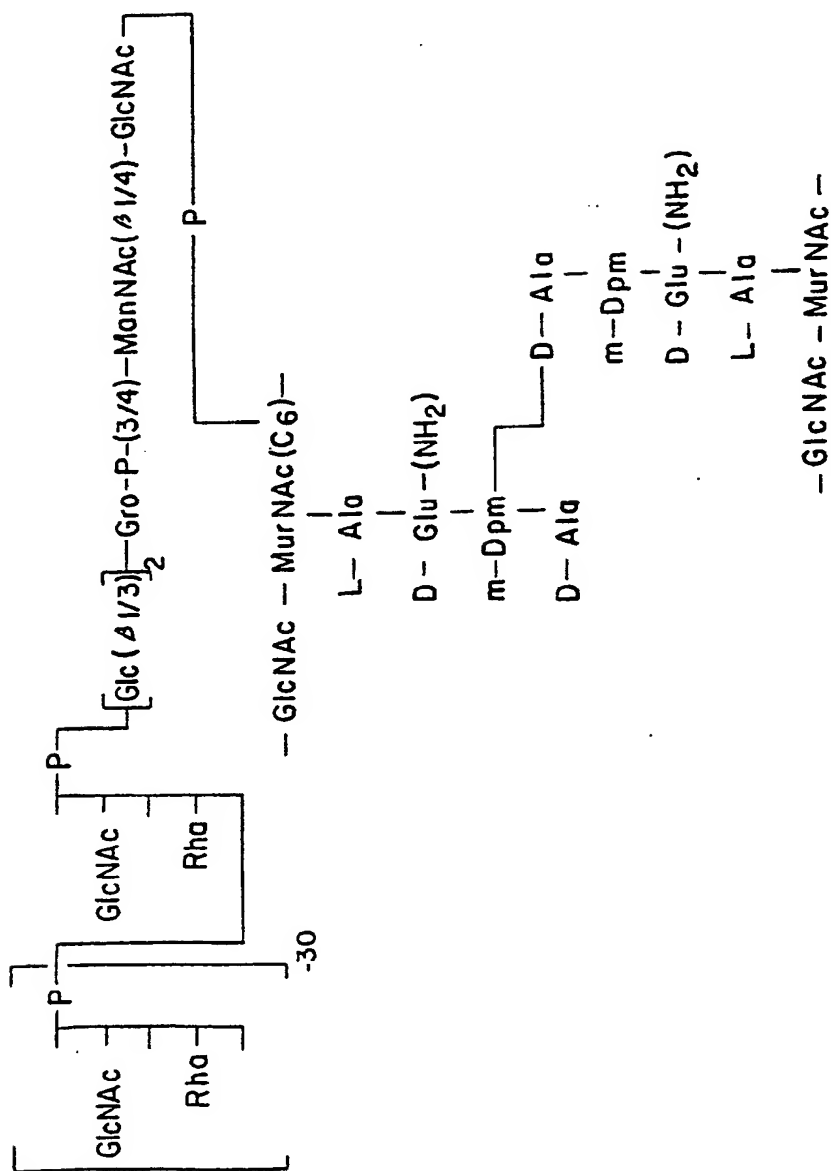 P
P
[Glc(β1/3)]2—Gro-P-(3/4)-ManNAc(β1/4)-GlcNAc
GlcNAc
Rha
GlcNAc
Rha
-30
P
-GlcNAc - MurNAc(C6)-
L- Ala
D - Glu-(NH2)
m-Dpm
D- Ala
D- Ala
m-Dpm
D - Glu -(NH2)
L - Ala
-GlcNAc - MurNAc -